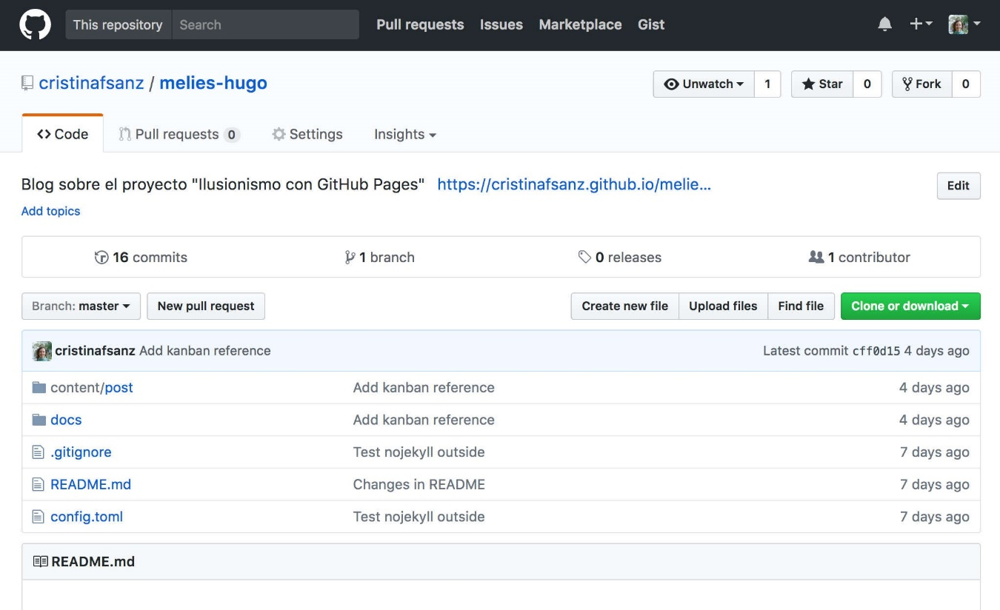 This repository Search Pull requests Issues Marketplace Gist
cristinafsanz / melies-hugo Unwatch 1 Star 0 Fork 0
Code Pull requests 0 Settings Insights
Blog sobre el proyecto "Ilusionismo con GitHub Pages" https://cristinafsanz.github.io/melie... Edit
Add topics
16 commits 1 branch 0 releases 1 contributor
Branch: master New pull request Create new file Upload files Find file Clone or download
cristinafsanz Add kanban reference Latest commit cff0d15 4 days ago
content/post Add kanban reference 4 days ago
docs Add kanban reference 4 days ago
.gitignore Test nojekyll outside 7 days ago
README.md Changes in README 7 days ago
config.toml Test nojekyll outside 7 days ago
README.md